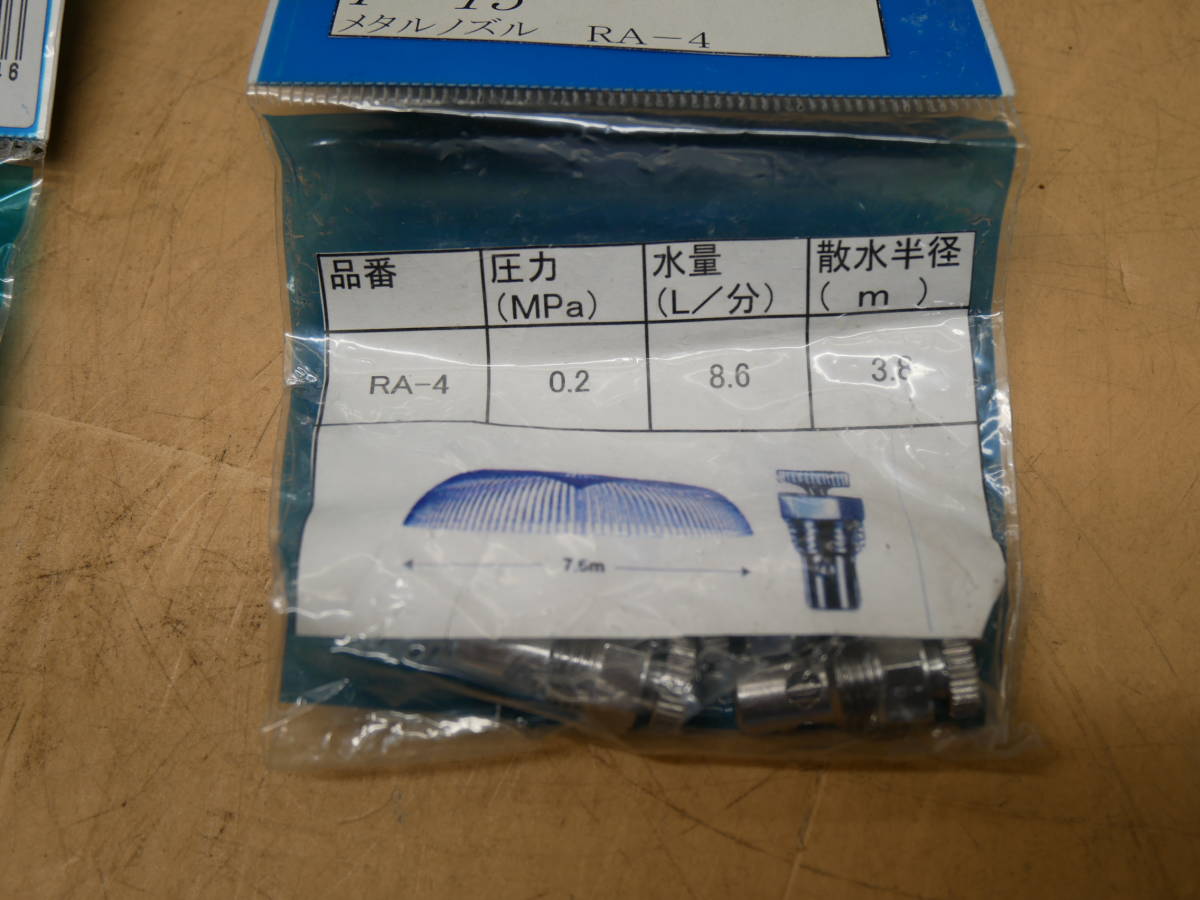 メタルノズル RA-4
品番 圧力 水量 散水半径
(MPa) (L/分) ( m )
RA-4 0.2 8.6 3.8
7.6m